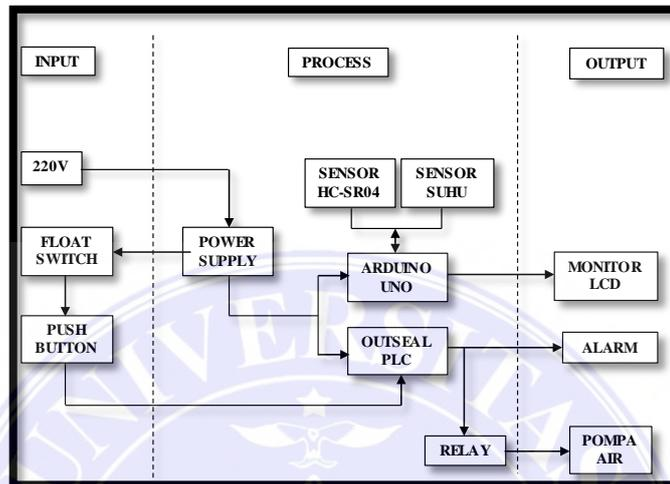 INPUT
PROCESS
OUTPUT
220V
SENSOR
HC-SR04
SENSOR
SUHU
FLOAT
SWITCH
POWER
SUPPLY
ARDUINO
UNO
MONITOR
LCD
PUSH
BUTTON
OUTSEAL
PLC
ALARM
RELAY
POMPA
AIR
UNIVERSITAS